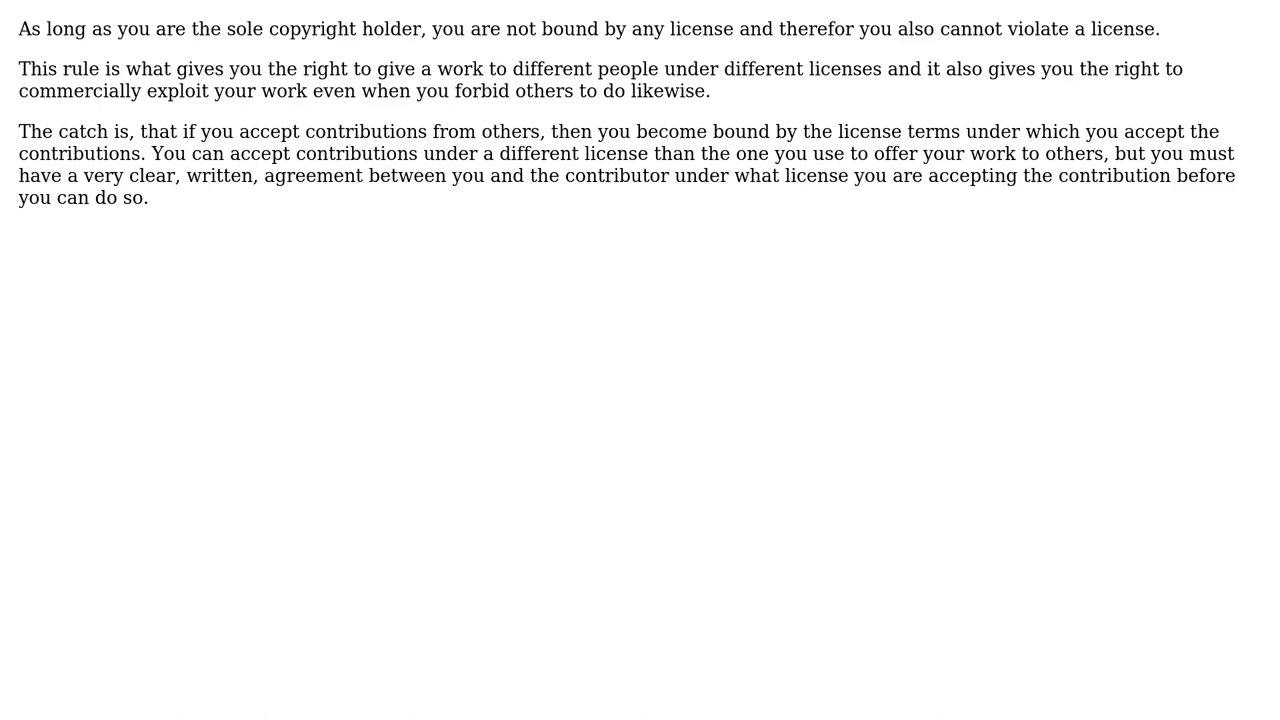 As long as you are the sole copyright holder, you are not bound by any license and therefor you also cannot violate a license.
This rule is what gives you the right to give a work to different people under different licenses and it also gives you the right to
commercially exploit your work even when you forbid others to do likewise.
The catch is, that if you accept contributions from others, then you become bound by the license terms under which you accept the
contributions. You can accept contributions under a different license than the one you use to offer your work to others, but you must
have a very clear, written, agreement between you and the contributor under what license you are accepting the contribution before
you can do so.